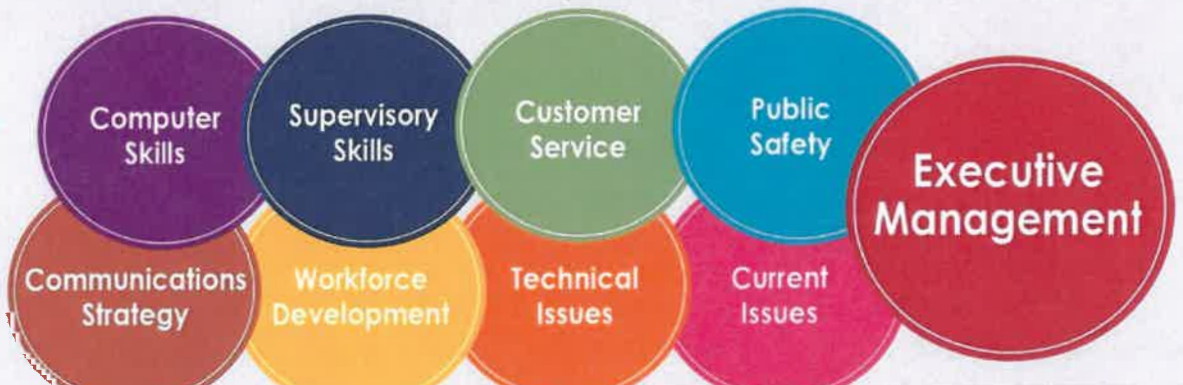 Computer
Skills
Supervisory
Skills
Customer
Service
Public
Safety
Executive
Management
Communications
Strategy
Workforce
Development
Technical
Issues
Current
Issues